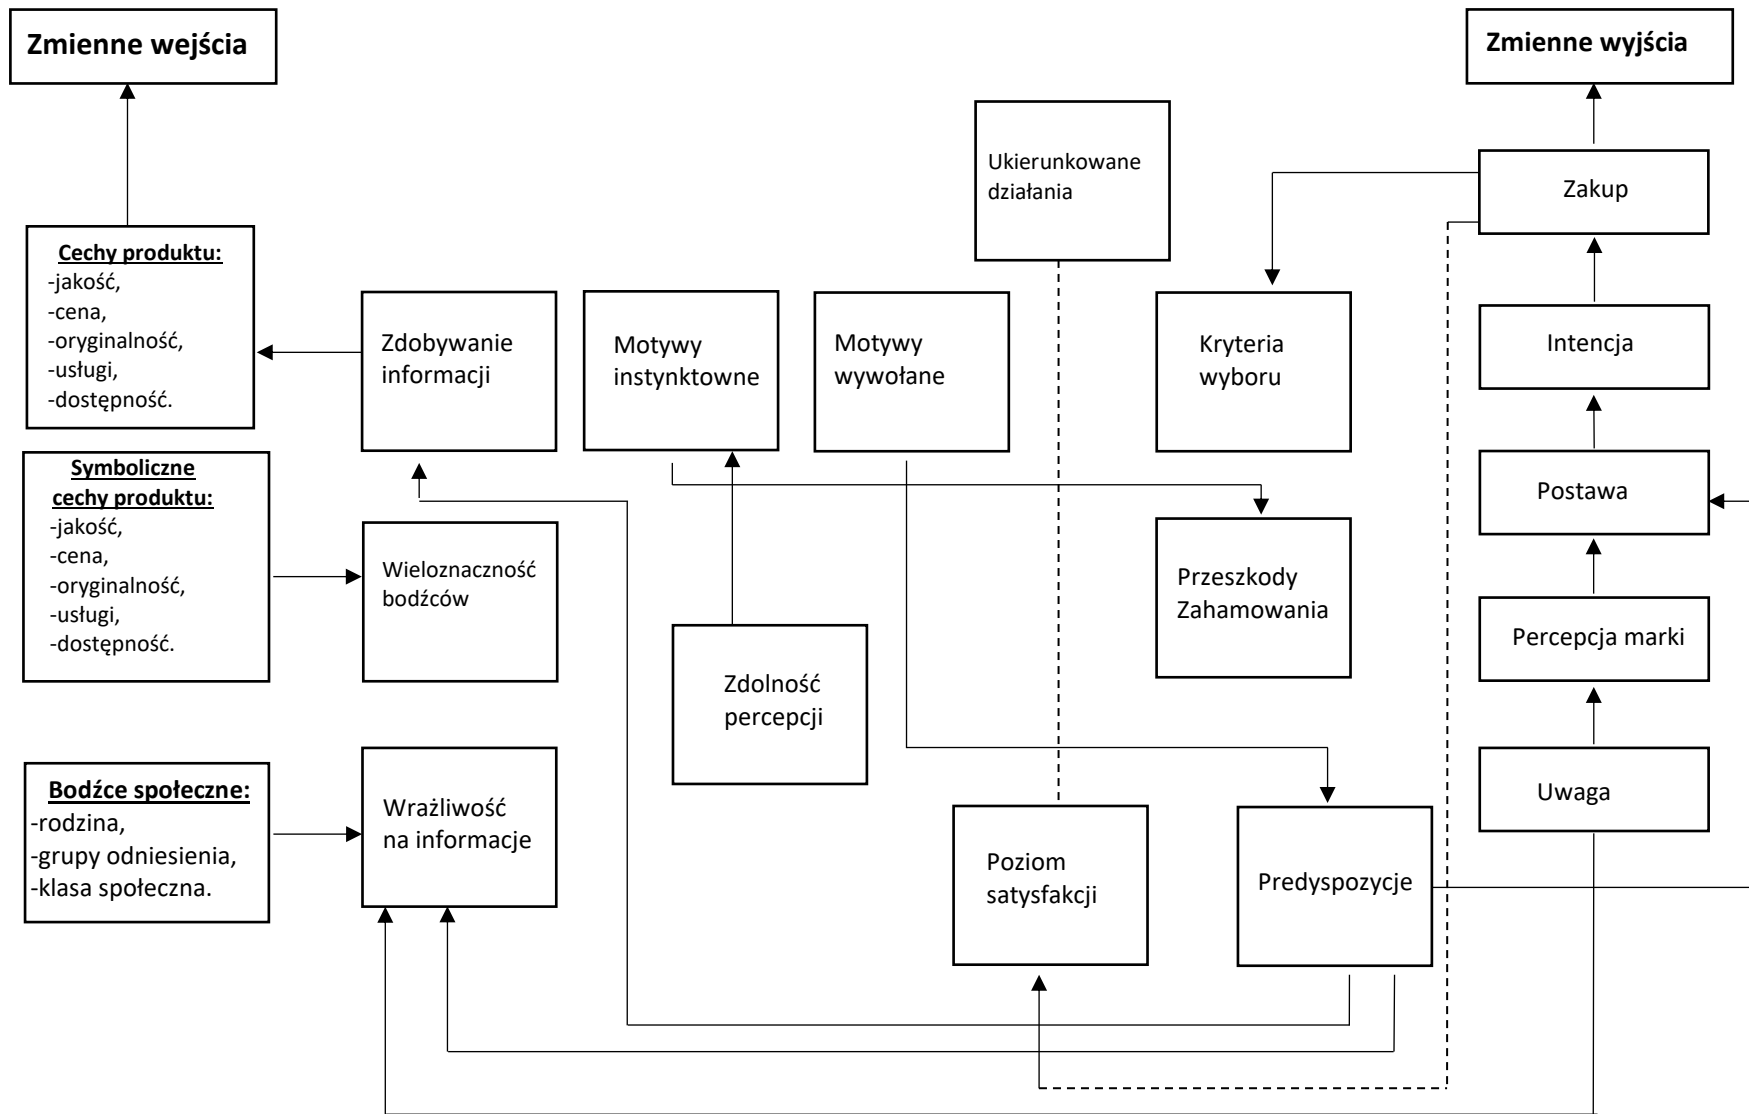 Zmienne wejścia
Zmienne wyjścia
Ukierunkowane
działania
Zakup
Cechy produktu:
-jakość,
-cena,
-oryginalność,
-usługi,
-dostępność.
Zdobywanie
informacji
Motywy
instynktowne
Motywy
wywołane
Kryteria
wyboru
Intencja
Symboliczne
cechy produktu:
-jakość,
-cena,
-oryginalność,
-usługi,
-dostępność.
Wieloznaczność
bodźców
Postawa
Przeszkody
Zahamowania
Percepcja marki
Zdolność
percepcji
Bodźce społeczne:
-rodzina,
-grupy odniesienia,
-klasa społeczna.
Wrażliwość
na informacje
Poziom
satysfakcji
Predyspozycje
Uwaga